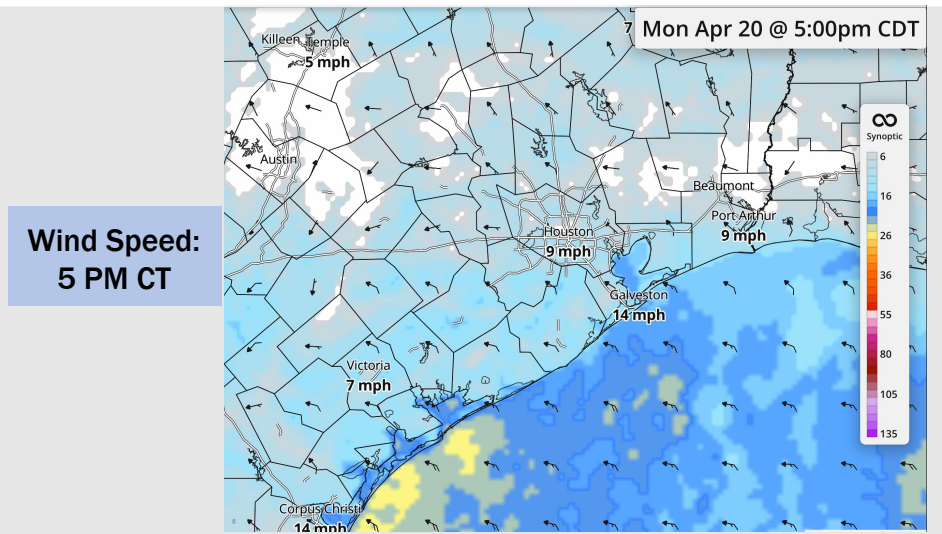 7
Mon Apr 20 @ 5:00pm CDT
Killeen
Temple
5 mph
Synoptic
6
16
26
36
55
80
105
135
Austin
Beaumont
Port Arthur
9 mph
Houston
9 mph
Wind Speed:
5 PM CT
Galveston
14 mph
Victoria
7 mph
Corpus Christi
14 mph